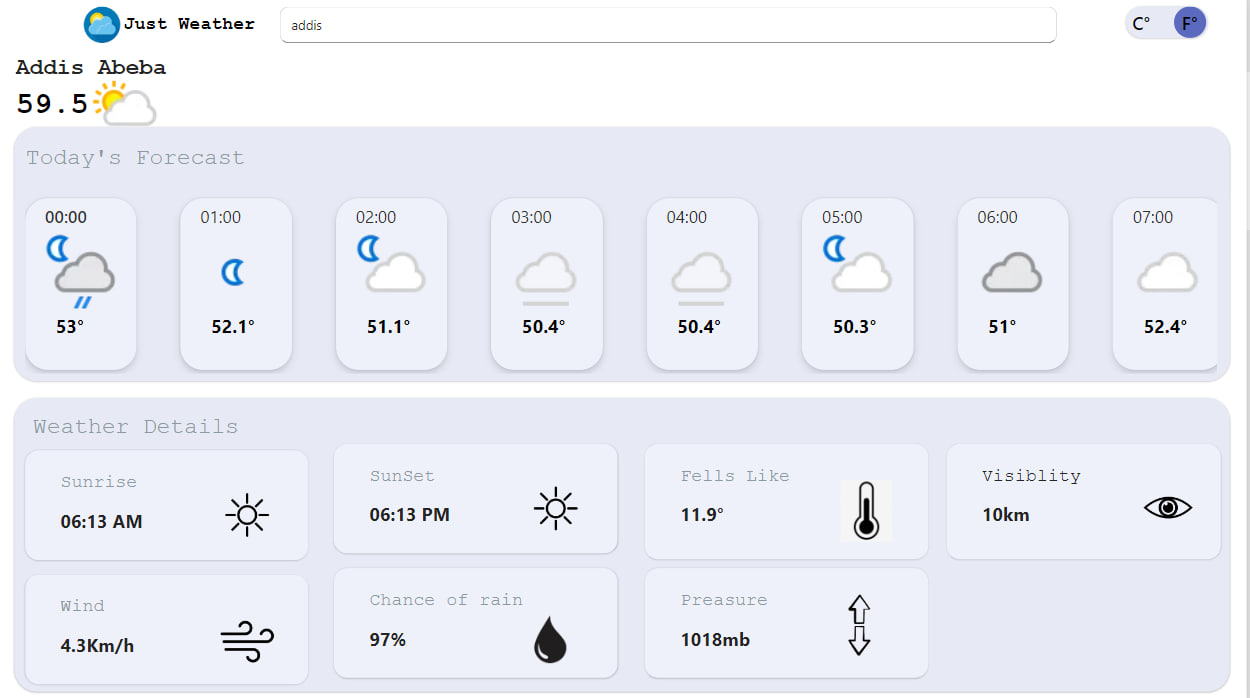 Just Weather
addis
C° F°
Addis Abeba
59.5
Today's Forecast
00:00 01:00 02:00 03:00 04:00 05:00 06:00 07:00
53° 52.1° 51.1° 50.4° 50.4° 50.3° 51° 52.4°
Weather Details
Sunrise
06:13 AM
SunSet
06:13 PM
Fells Like
11.9°
Visiblity
10km
Wind
4.3Km/h
Chance of rain
97%
Preasure
1018mb